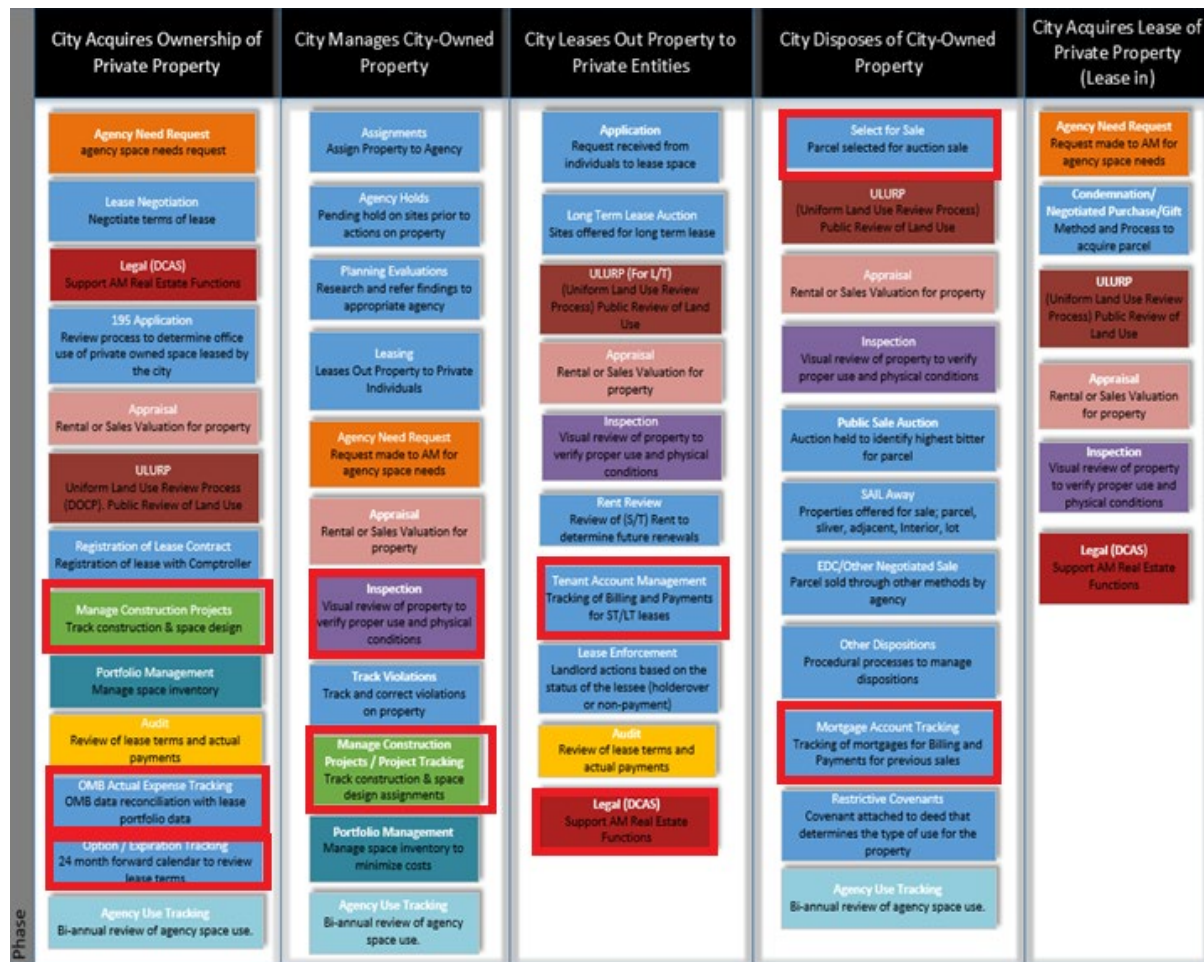 City Acquires Ownership of
Private Property
Agency Need Request
agency space needs request
Lease Negotiation
Negotiate terms of lease
Legal (DCAS)
Support AM Real Estate Functions
195 Application
Review process to determine office
use of private owned space leased by
the city
Appraisal
Rental or Sales Valuation for property
ULURP
Uniform Land Use Review Process
(DOCP). Public Review of Land Use
Registration of Lease Contract
Registration of lease with Comptroller
Manage Construction Projects
Track construction & space design
Portfolio Management
Manage space inventory
Audit
Review of lease terms and actual
payments
OMB Actual Expense Tracking
OMB data reconciliation with lease
portfolio data
Option / Expiration Tracking
24 month forward calendar to review
lease terms
Agency Use Tracking
Bi-annual review of agency space use.
City Manages City-Owned
Property
Assignments
Assign Property to Agency
Agency Holds
Pending hold on sites prior to
actions on property
Planning Evaluations
Research and refer findings to
appropriate agency
Leasing
Leases Out Property to Private
Individuals
Agency Need Request
Request made to AM for
agency space needs
Appraisal
Rental or Sales Valuation for
property
Inspection
Visual review of property to
verify proper use and physical
conditions
Track Violations
Track and correct violations
on property
Manage Construction
Projects / Project Tracking
Track construction & space
design assignments
Portfolio Management
Manage space inventory to
minimize costs
Agency Use Tracking
Bi-annual review of agency
space use.
City Leases Out Property to
Private Entities
Application
Request received from
individuals to lease space
Long Term Lease Auction
Sites offered for long term lease
ULURP (For L/T)
(Uniform Land Use Review
Process) Public Review of Land
Use
Appraisal
Rental or Sales Valuation for
property
Inspection
Visual review of property to
verify proper use and physical
conditions
Rent Review
Review of (S/T) Rent to
determine future renewals
Tenant Account Management
Tracking of Billing and Payments
for ST/LT leases
Lease Enforcement
Landlord actions based on the
status of the lessee (holdover
or non-payment)
Audit
Review of lease terms and
actual payments
Legal (DCAS)
Support AM Real Estate
Functions
City Disposes of City-Owned
Property
Select for Sale
Parcel selected for auction sale
ULURP
(Uniform Land Use Review Process)
Public Review of Land Use
Appraisal
Rental or Sales Valuation for property
Inspection
Visual review of property to verify
proper use and physical conditions
Public Sale Auction
Auction held to identify highest bitter
for parcel
SAIL Away
Properties offered for sale; parcel,
sliver, adjacent, Interior, lot
EDC/Other Negotiated Sale
Parcel sold through other methods by
agency
Other Dispositions
Procedural processes to manage
dispositions
Mortgage Account Tracking
Tracking of mortgages for Billing and
Payments for previous sales
Restrictive Covenants
Covenant attached to deed that
determines the type of use for the
property
Agency Use Tracking
Bi-annual review of agency space use.
City Acquires Lease of
Private Property
(Lease in)
Agency Need Request
Request made to AM for
agency space needs
Condemnation/
Negotiated Purchase/Gift
Method and Process to
acquire parcel
ULURP
(Uniform Land Use Review
Process) Public Review of
Land Use
Appraisal
Rental or Sales Valuation
for property
Inspection
Visual review of property
to verify proper use and
physical conditions
Legal (DCAS)
Support AM Real Estate
Functions
Phase